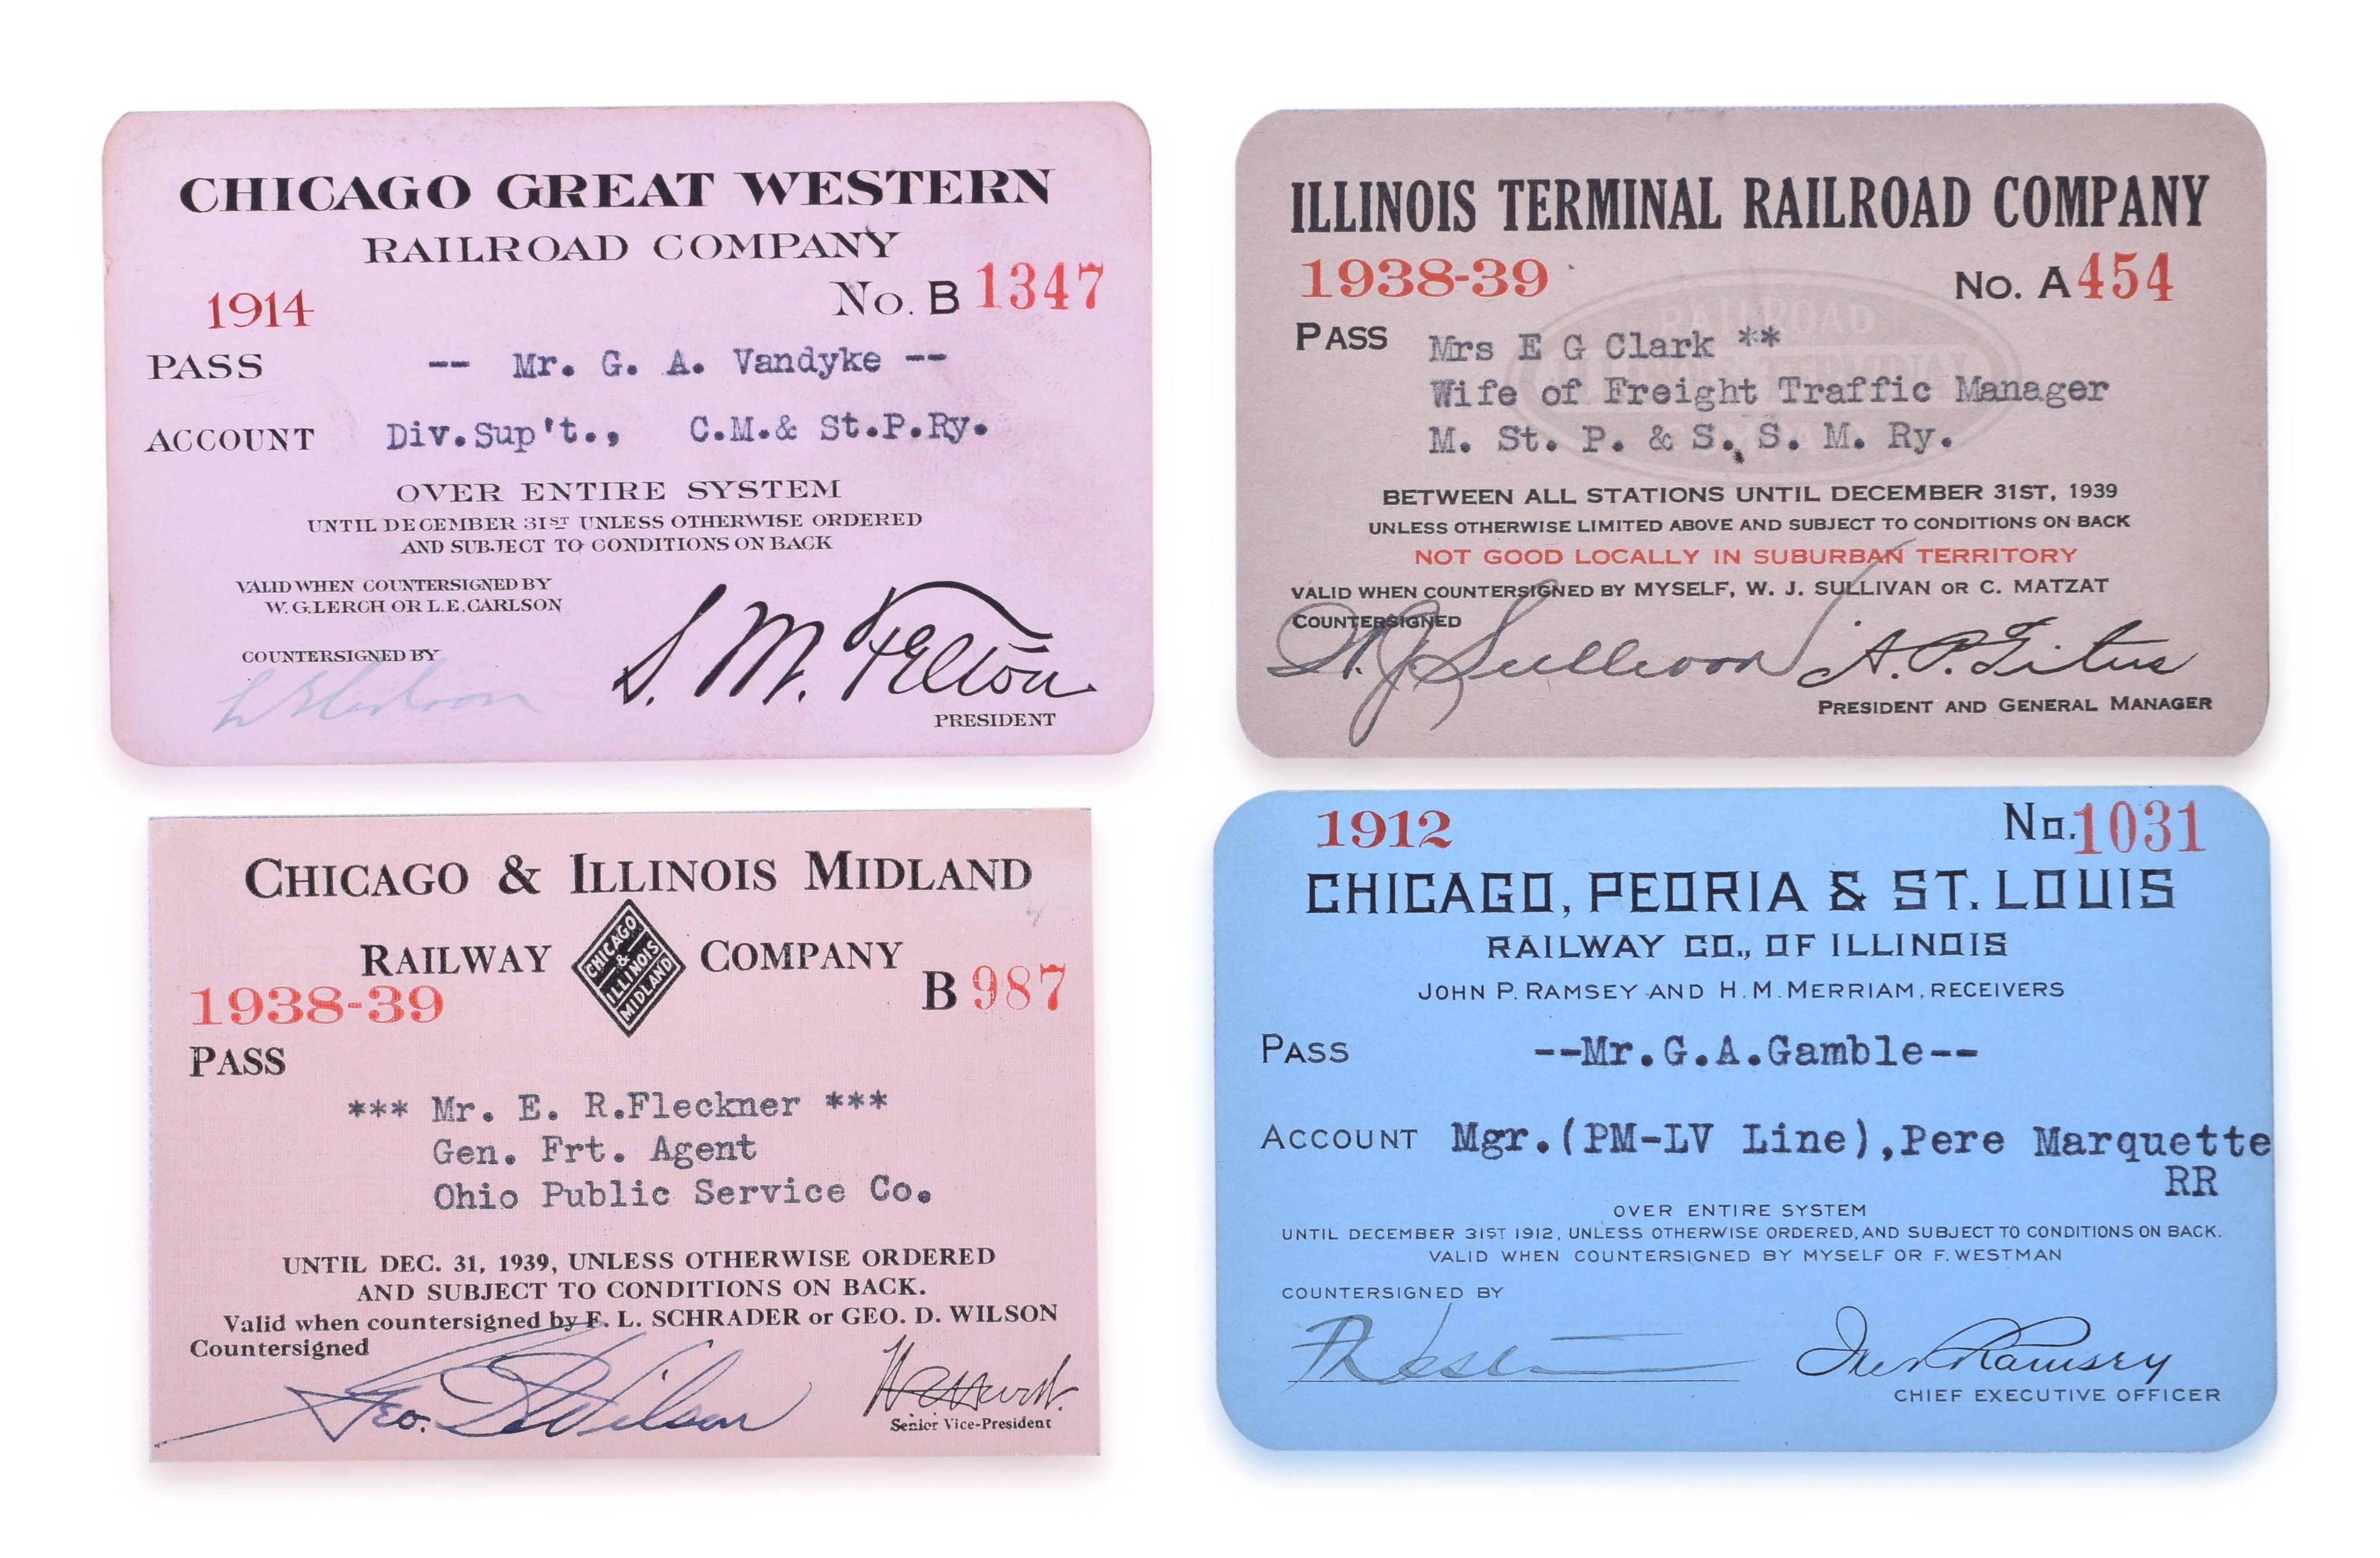 CHICAGO GREAT WESTERN
RAILROAD COMPANY
1914
No. B 1347
PASS -- Mr. G. A. Vandyke --
ACCOUNT Div.Sup't., C.M.& St.P.Ry.
OVER ENTIRE SYSTEM
UNTIL DECEMBER 31ST UNLESS OTHERWISE ORDERED
AND SUBJECT TO CONDITIONS ON BACK
VALID WHEN COUNTERSIGNED BY
W. G. LERCH OR L. E. CARLSON
COUNTERSIGNED BY
L E Carlson
S. M. Felton
PRESIDENT
ILLINOIS TERMINAL RAILROAD COMPANY
1938-39
No. A 454
PASS Mrs E G Clark **
Wife of Freight Traffic Manager
M. St. P. & S. S. M. Ry.
RAILROAD
BETWEEN ALL STATIONS UNTIL DECEMBER 31ST, 1939
UNLESS OTHERWISE LIMITED ABOVE AND SUBJECT TO CONDITIONS ON BACK
NOT GOOD LOCALLY IN SUBURBAN TERRITORY
VALID WHEN COUNTERSIGNED BY MYSELF, W. J. SULLIVAN OR C. MATZAT
COUNTERSIGNED
W. J. Sullivan A. P. Titus
PRESIDENT AND GENERAL MANAGER
CHICAGO & ILLINOIS MIDLAND
RAILWAY COMPANY
CHICAGO
&
ILLINOIS
MIDLAND
1938-39
B 987
PASS
*** Mr. E. R.Fleckner ***
Gen. Frt. Agent
Ohio Public Service Co.
UNTIL DEC. 31, 1939, UNLESS OTHERWISE ORDERED
AND SUBJECT TO CONDITIONS ON BACK.
Valid when countersigned by F. L. SCHRADER or GEO. D. WILSON
Countersigned
Geo. D Wilson
Senior Vice-President
1912
No. 1031
CHICAGO, PEORIA & ST. LOUIS
RAILWAY CO., OF ILLINOIS
JOHN P. RAMSEY AND H. M. MERRIAM, RECEIVERS
PASS --Mr.G.A.Gamble--
ACCOUNT Mgr.(PM-LV Line),Pere Marquette
RR
OVER ENTIRE SYSTEM
UNTIL DECEMBER 31ST 1912, UNLESS OTHERWISE ORDERED, AND SUBJECT TO CONDITIONS ON BACK.
VALID WHEN COUNTERSIGNED BY MYSELF OR F. WESTMAN
COUNTERSIGNED BY
Ramsey
CHIEF EXECUTIVE OFFICER